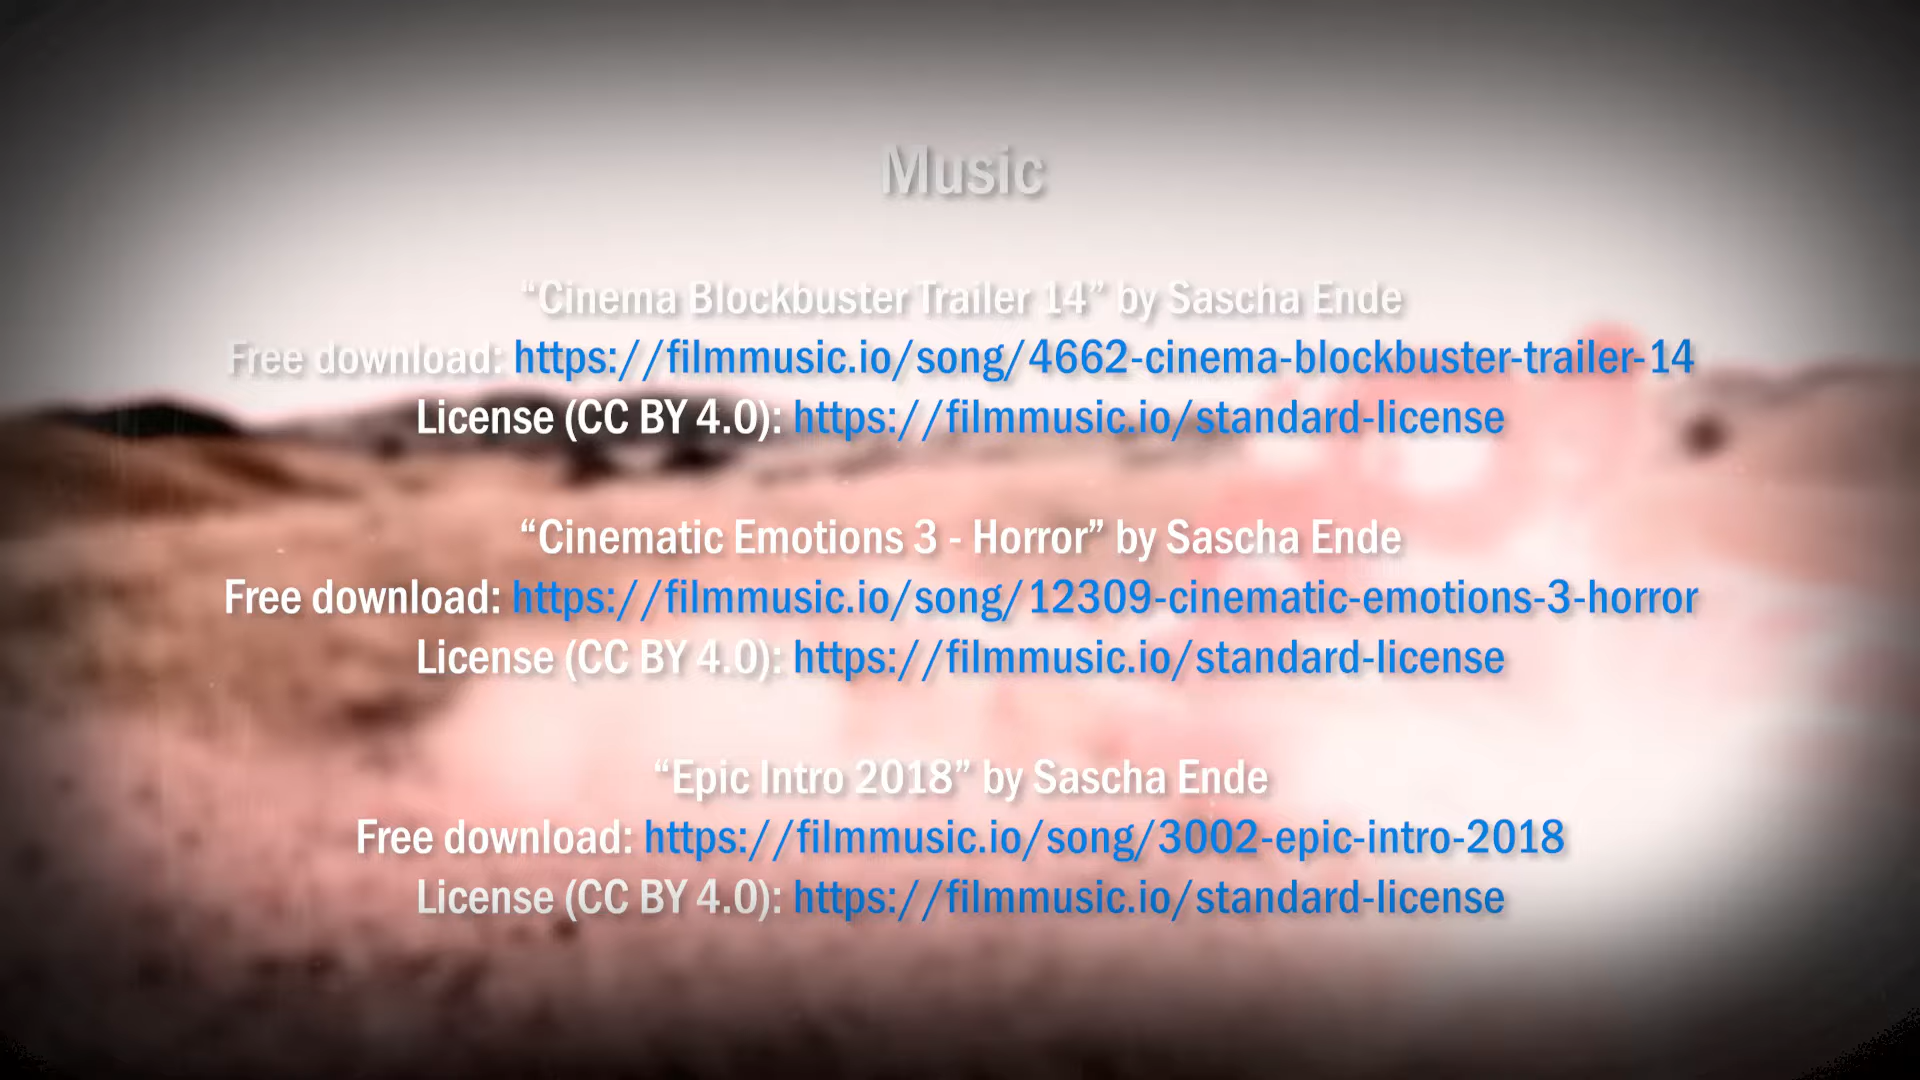 Music
“Cinema Blockbuster Trailer 14” by Sascha Ende
Free download: https://filmmusic.io/song/4662-cinema-blockbuster-trailer-14
License (CC BY 4.0): https://filmmusic.io/standard-license
“Cinematic Emotions 3 - Horror” by Sascha Ende
Free download: https://filmmusic.io/song/12309-cinematic-emotions-3-horror
License (CC BY 4.0): https://filmmusic.io/standard-license
“Epic Intro 2018” by Sascha Ende
Free download: https://filmmusic.io/song/3002-epic-intro-2018
License (CC BY 4.0): https://filmmusic.io/standard-license